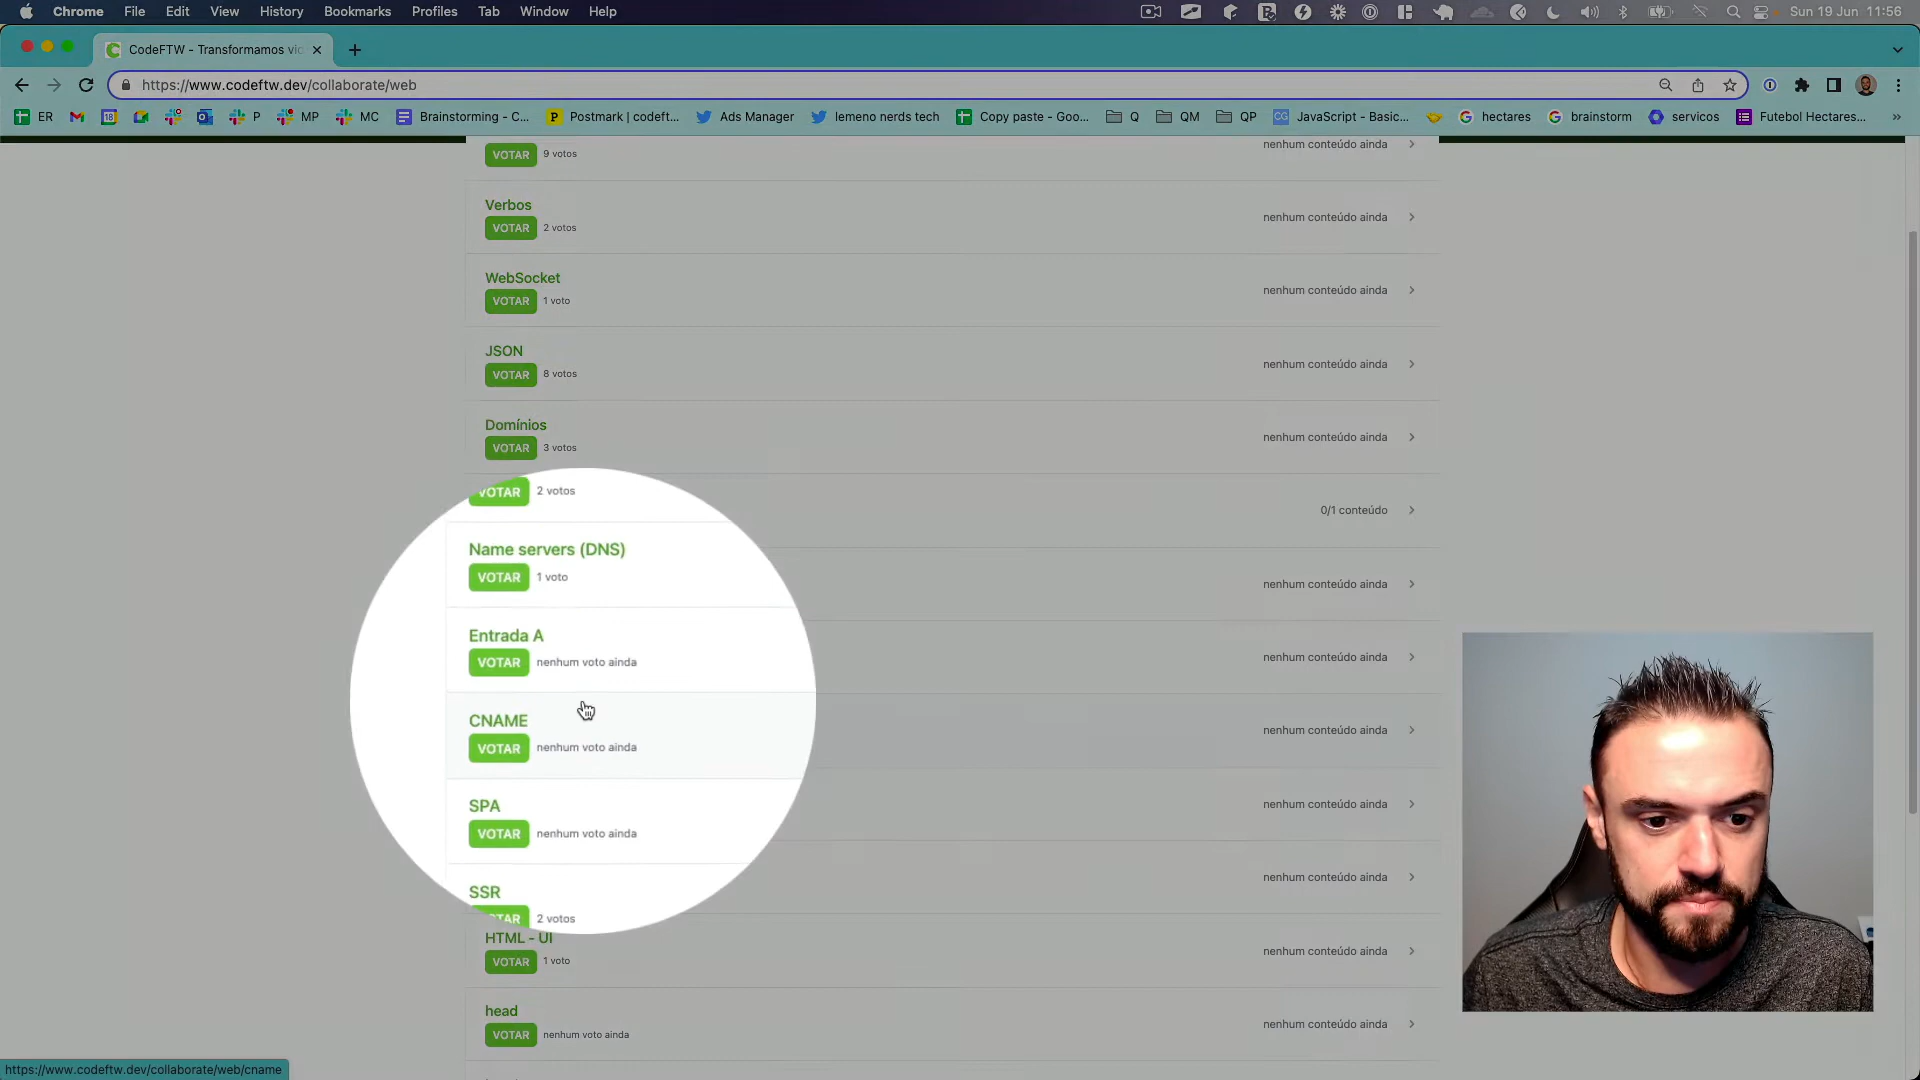 Chrome File Edit View History Bookmarks Profiles Tab Window Help
Sun 19 Jun 11:56
CodeFTW - Transformamos vid
https://www.codeftw.dev/collaborate/web
ER
18
P
MP
MC
Brainstorming - C...
Postmark | codeft...
Ads Manager
lemeno nerds tech
Copy paste - Goo...
Q
QM
QP
JavaScript - Basic...
hectares
brainstorm
servicos
Futebol Hectares...
VOTAR 9 votos nenhum conteúdo ainda
Verbos
VOTAR 2 votos nenhum conteúdo ainda
WebSocket
VOTAR 1 voto nenhum conteúdo ainda
JSON
VOTAR 8 votos nenhum conteúdo ainda
Domínios
VOTAR 3 votos nenhum conteúdo ainda
VOTAR 2 votos 0/1 conteúdo
Name servers (DNS)
VOTAR 1 voto nenhum conteúdo ainda
Entrada A
VOTAR nenhum voto ainda nenhum conteúdo ainda
CNAME
VOTAR nenhum voto ainda nenhum conteúdo ainda
SPA
VOTAR nenhum voto ainda nenhum conteúdo ainda
SSR
VOTAR 2 votos nenhum conteúdo ainda
HTML - UI
VOTAR 1 voto nenhum conteúdo ainda
head
VOTAR nenhum voto ainda nenhum conteúdo ainda
https://www.codeftw.dev/collaborate/web/cname